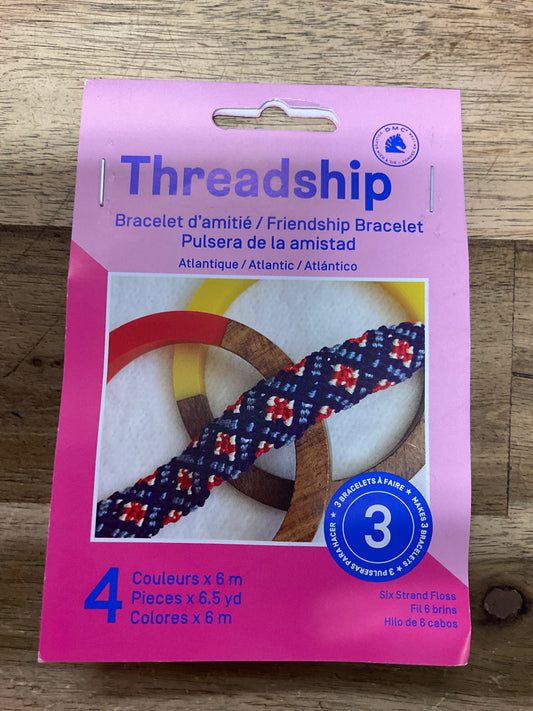 DMC
Threadship
Bracelet d'amitié / Friendship Bracelet
Pulsera de la amistad
Atlantique / Atlantic / Atlántico
3 BRACELETS À FAIRE ★ MAKES 3 BRACELETS ★ 3 PULSERAS PARA HACER ★
3
4
Couleurs x 6 m
Pieces x 6.5 yd
Colores x 6 m
Six Strand Floss
Fil 6 brins
Hilo de 6 cabos